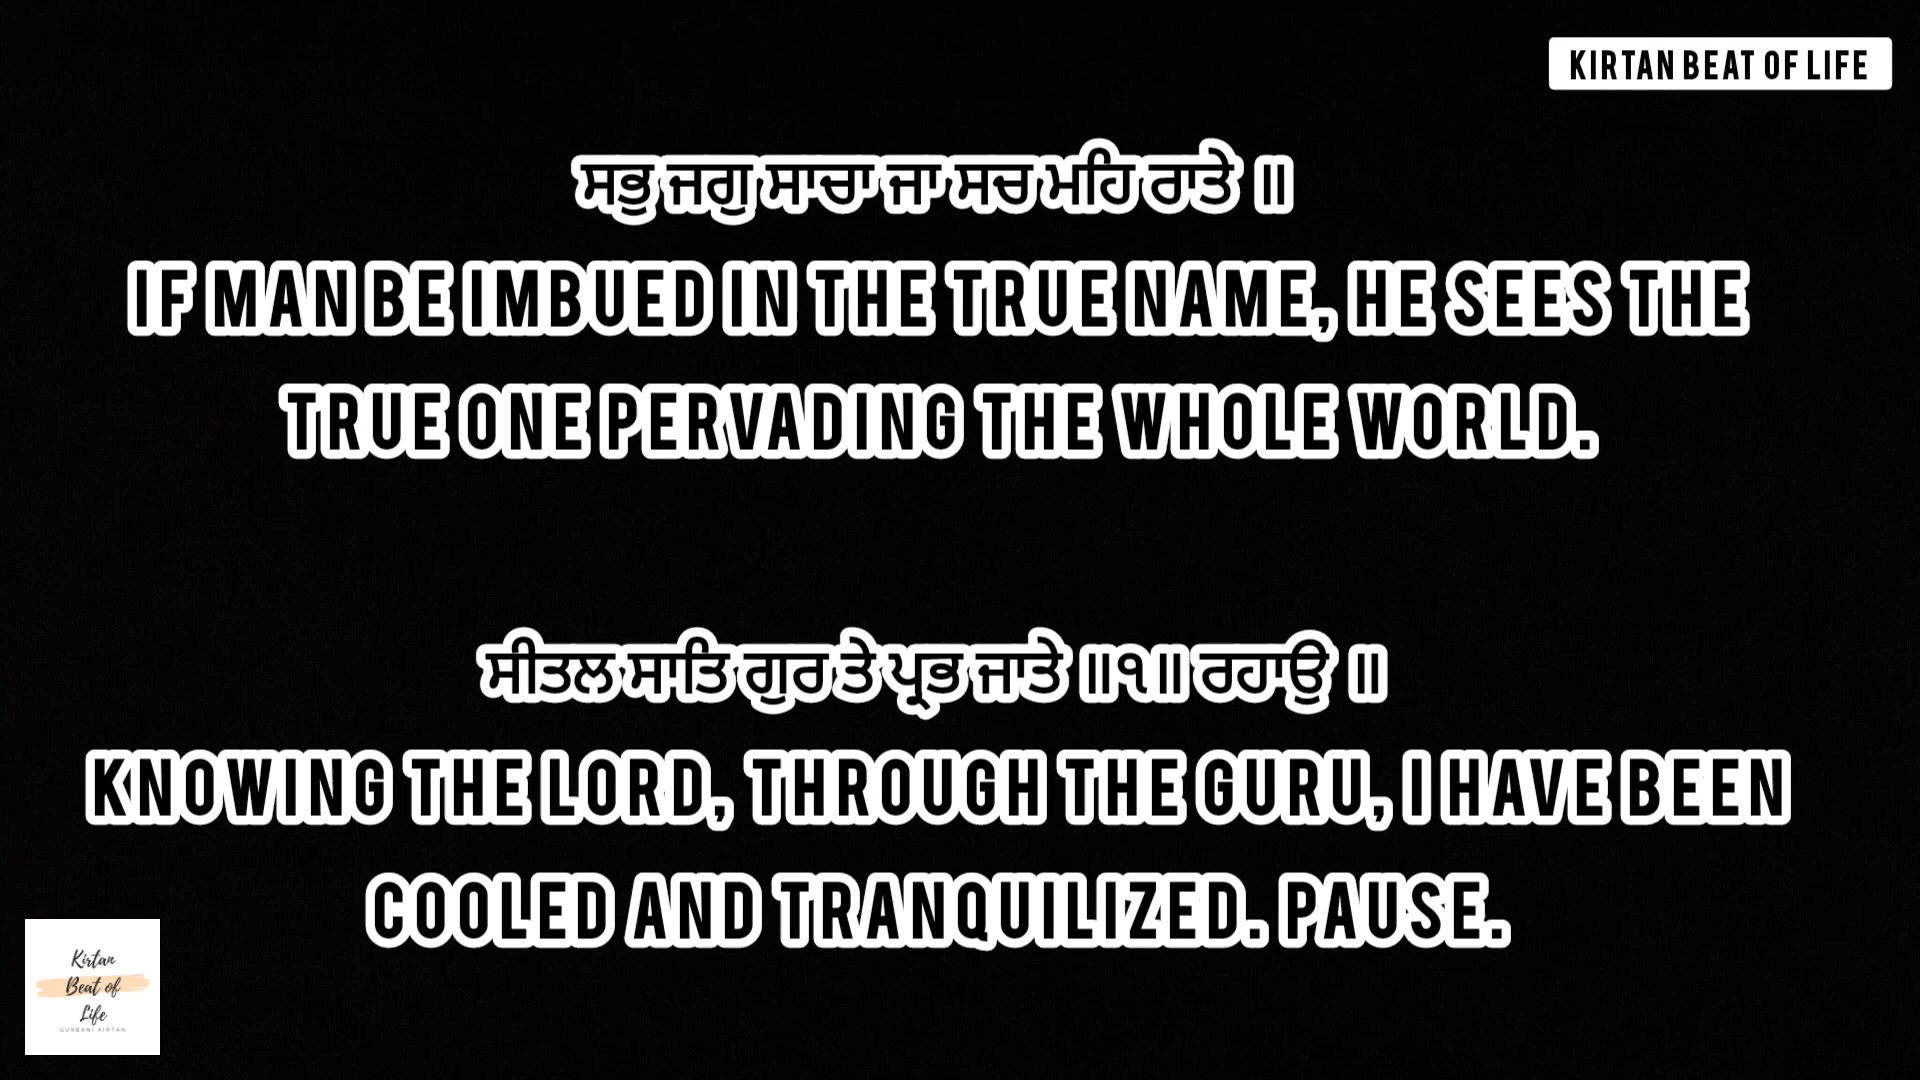 KIRTAN BEAT OF LIFE
ਸਭੁ ਜਗੁ ਸਾਚਾ ਜਾ ਸਚ ਮਹਿ ਰਾਤੇ ॥
IF MAN BE IMBUED IN THE TRUE NAME, HE SEES THE
TRUE ONE PERVADING THE WHOLE WORLD.
ਸੀਤਲ ਸਾਤਿ ਗੁਰ ਤੇ ਪ੍ਰਭ ਜਾਤੇ ॥੧॥ ਰਹਾਉ ॥
KNOWING THE LORD, THROUGH THE GURU, I HAVE BEEN
COOLED AND TRANQUILIZED. PAUSE.
Kirtan
Beat of
Life
GURBANI KIRTAN